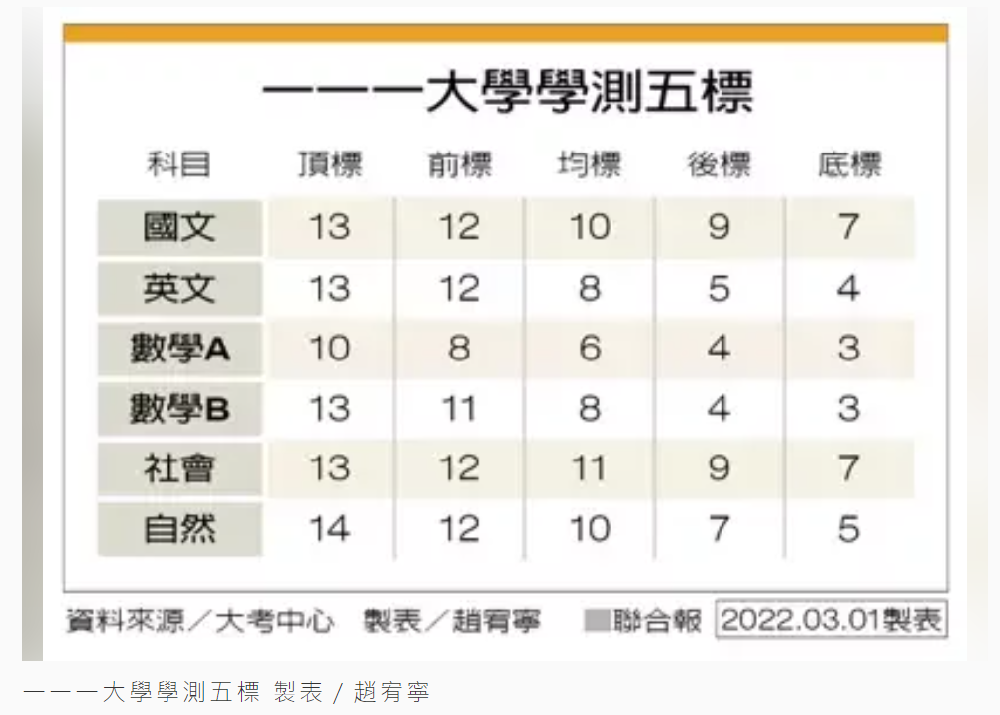 一一一大學學測五標
科目 頂標 前標 均標 後標 底標
國文 13 12 10 9 7
英文 13 12 8 5 4
數學A 10 8 6 4 3
數學B 13 11 8 4 3
社會 13 12 11 9 7
自然 14 12 10 7 5
資料來源／大考中心 製表／趙宥寧 ■聯合報 2022.03.01製表
一一一大學學測五標 製表 / 趙宥寧